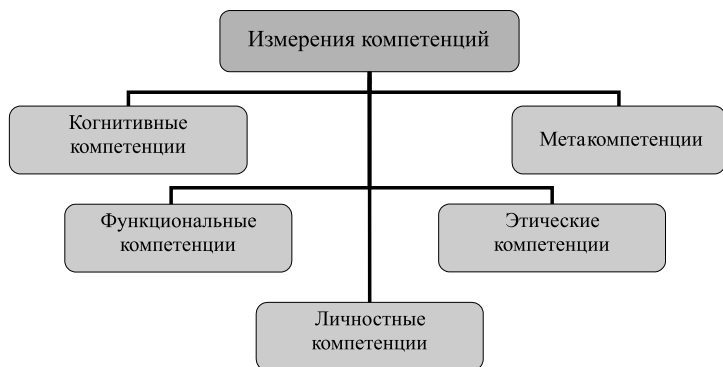 Измерения компетенций
Когнитивные
компетенции
Метакомпетенции
Функциональные
компетенции
Этические
компетенции
Личностные
компетенции